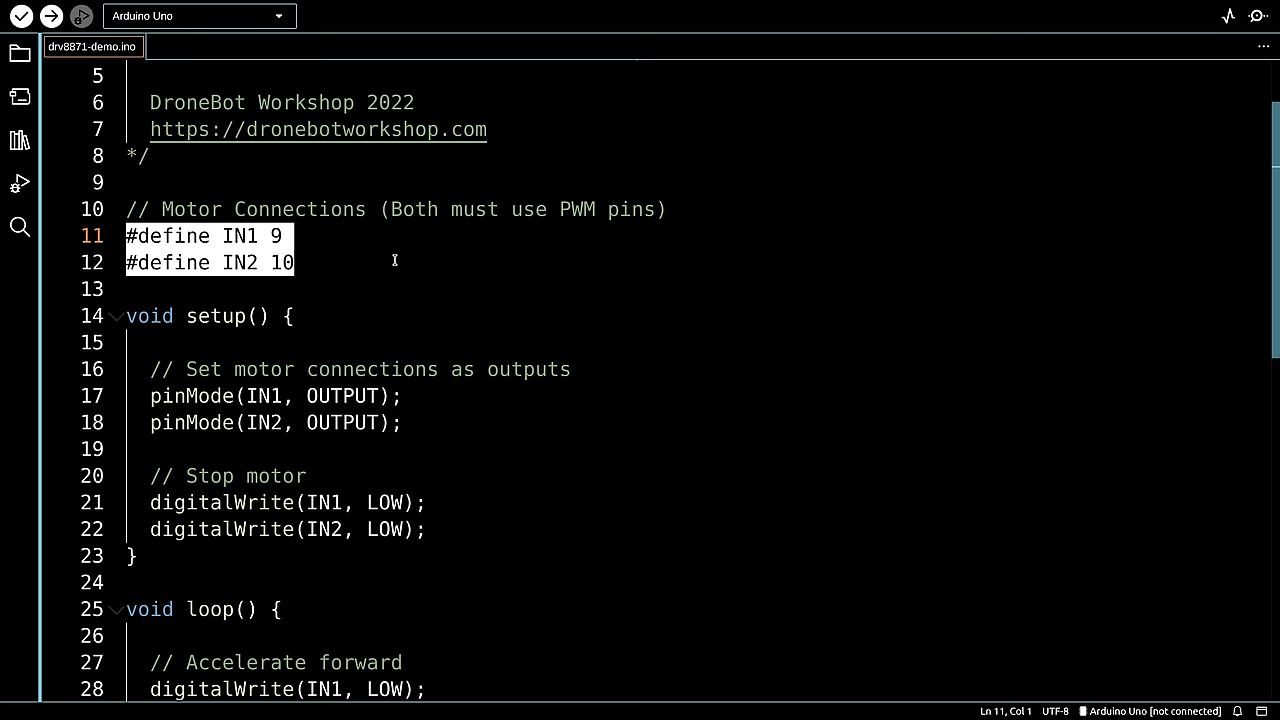 Arduino Uno
drv8871-demo.ino
5
6 DroneBot Workshop 2022
7 https://dronebotworkshop.com
8 */
9
10 // Motor Connections (Both must use PWM pins)
11 #define IN1 9
12 #define IN2 10
13
14 void setup() {
15
16 // Set motor connections as outputs
17 pinMode(IN1, OUTPUT);
18 pinMode(IN2, OUTPUT);
19
20 // Stop motor
21 digitalWrite(IN1, LOW);
22 digitalWrite(IN2, LOW);
23 }
24
25 void loop() {
26
27 // Accelerate forward
28 digitalWrite(IN1, LOW);
Ln 11, Col 1 UTF-8 Arduino Uno [not connected]